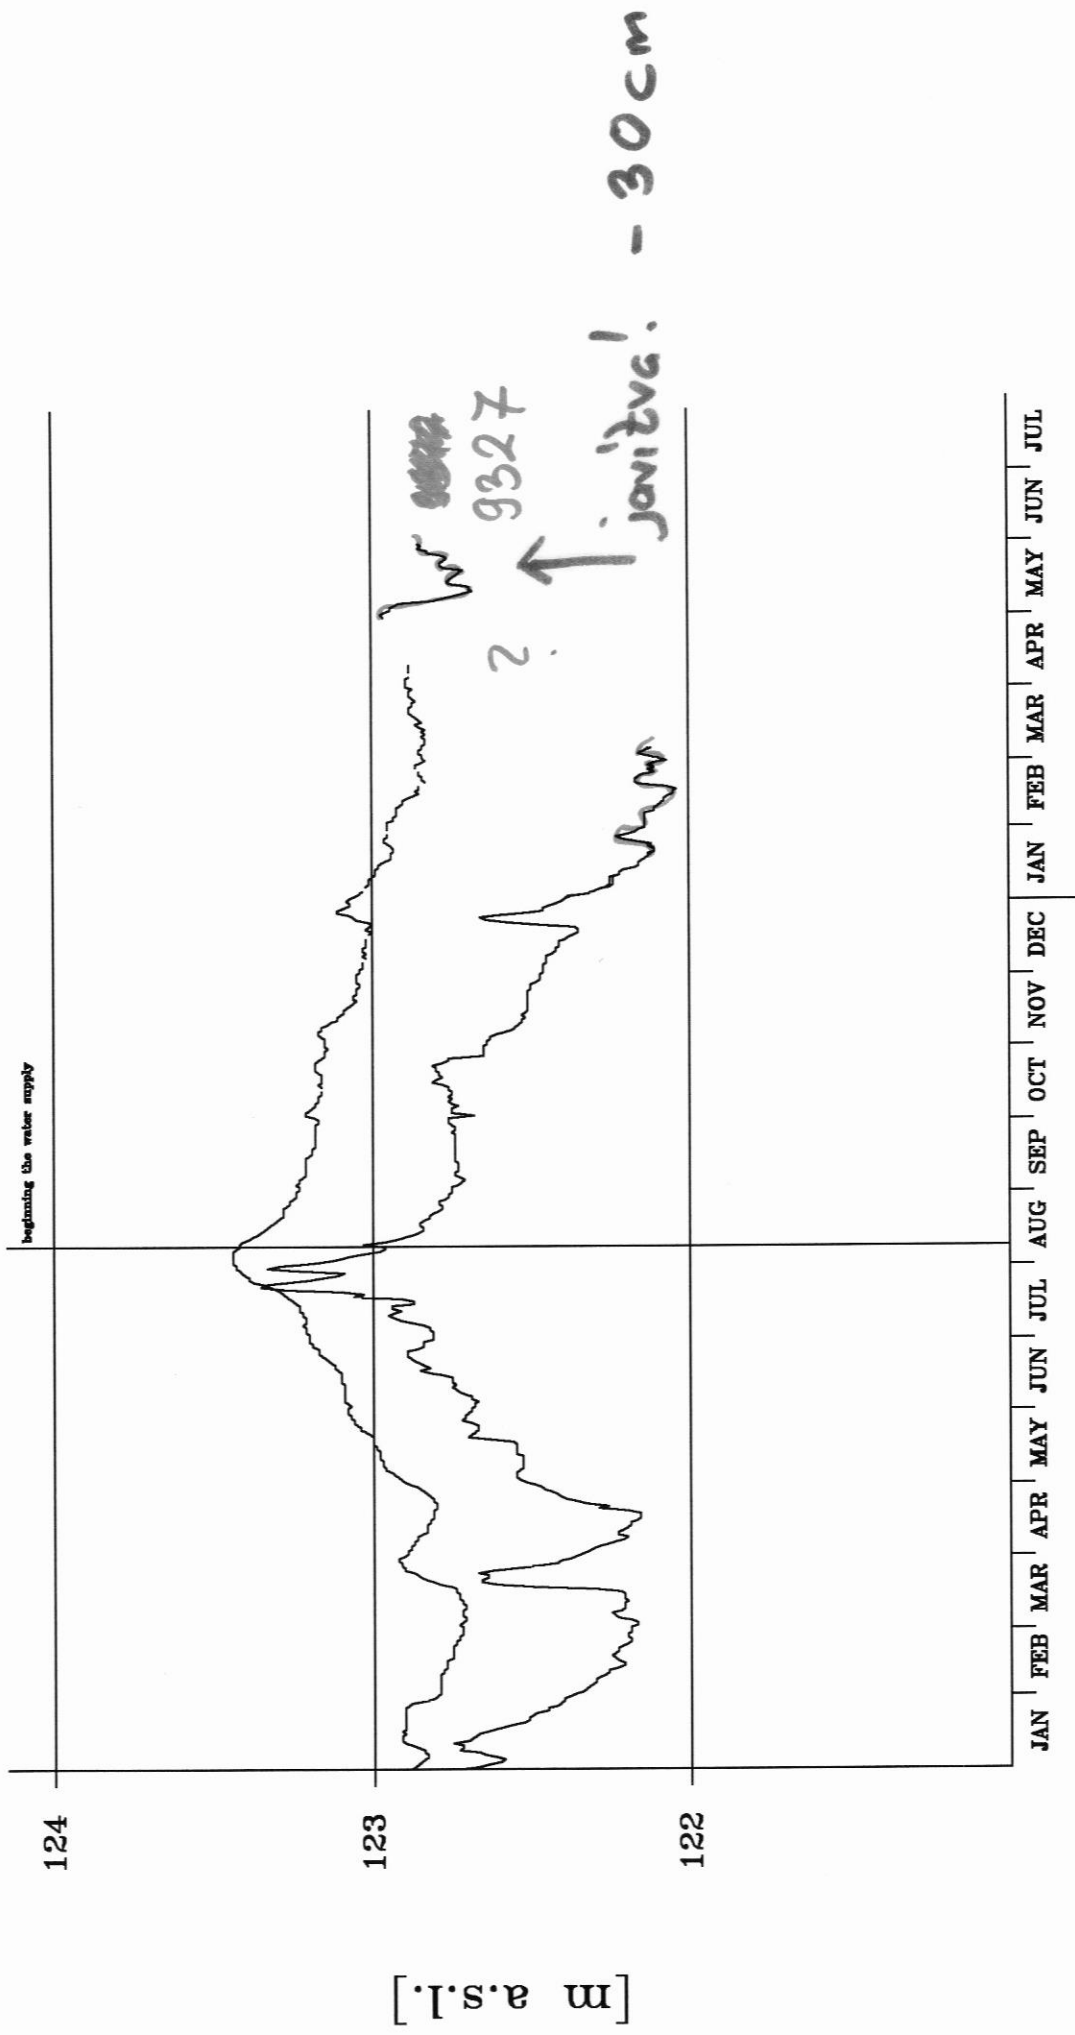 beginning the water supply
124
123
122
[m a.s.l.]
9327
?
javítva! - 30cm
JAN FEB MAR APR MAY JUN JUL AUG SEP OCT NOV DEC JAN FEB MAR APR MAY JUN JUL